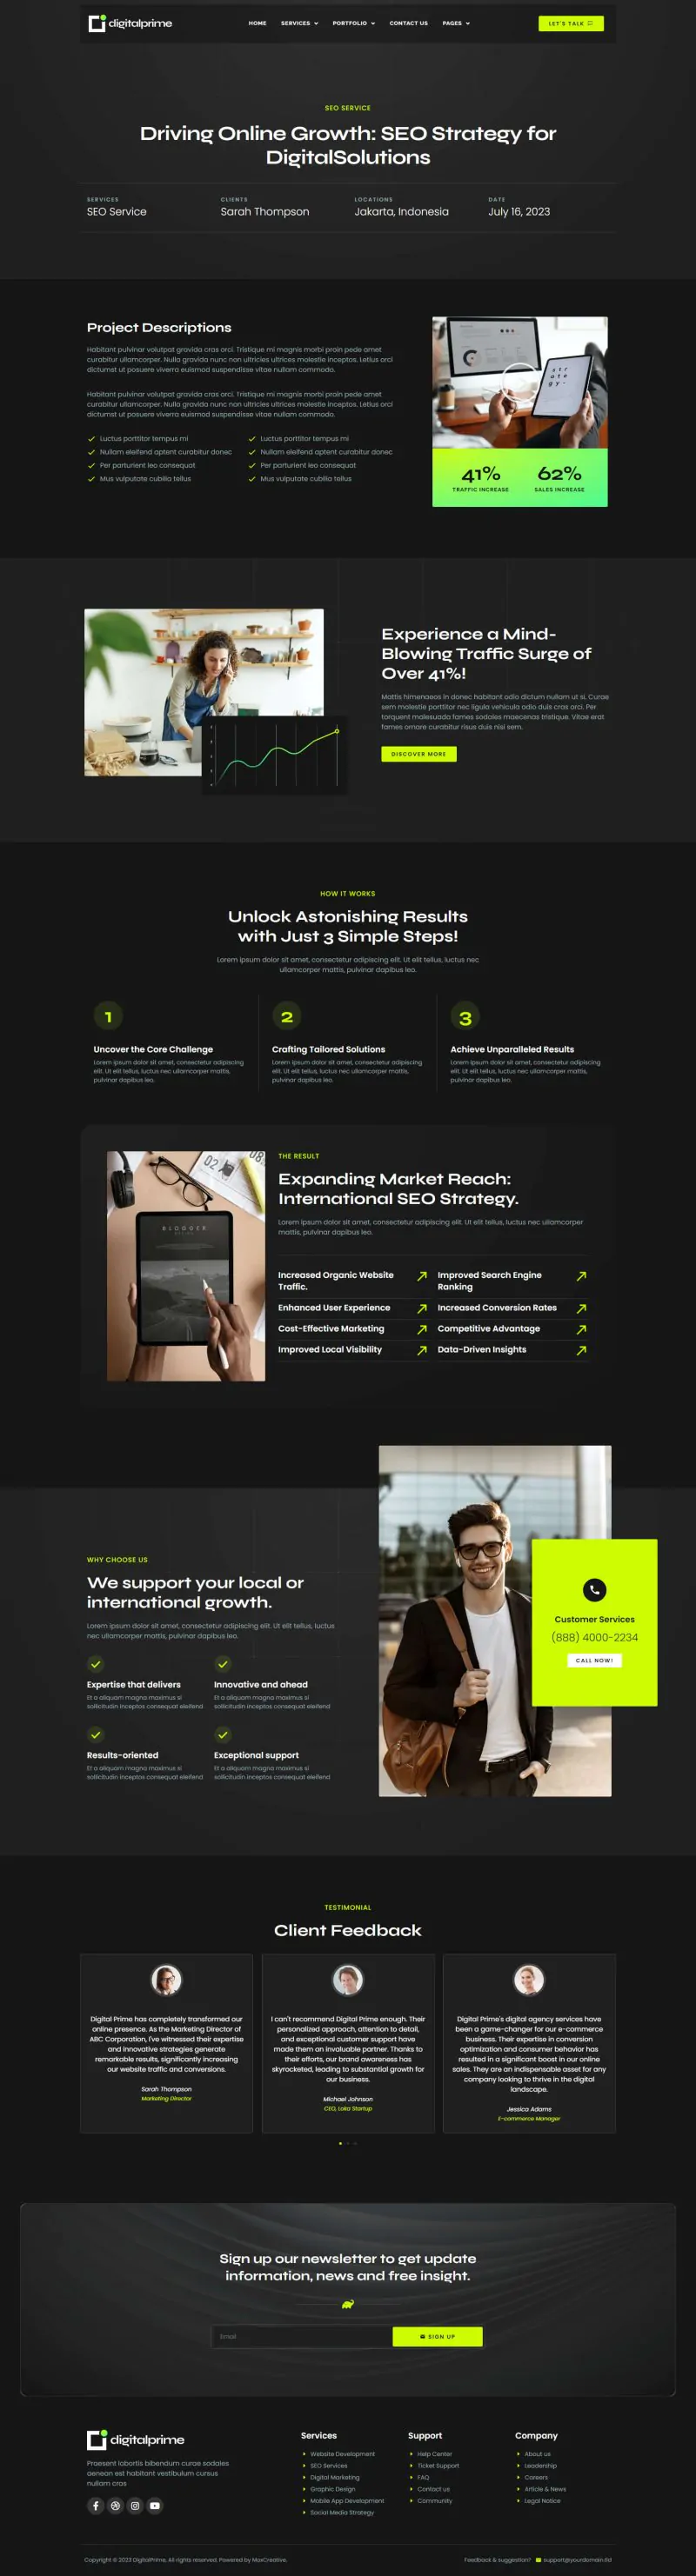 digitalprime
HOME SERVICES PORTFOLIO CONTACT US PAGES
LET'S TALK
SEO SERVICE
Driving Online Growth: SEO Strategy for
DigitalSolutions
SERVICES CLIENTS LOCATIONS DATE
SEO Service Sarah Thompson Jakarta, Indonesia July 16, 2023
Project Descriptions
Habitant pulvinar volutpat gravida cras orci. Tristique mi magnis morbi proin pede amet
curabitur ullamcorper. Nulla gravida nunc non ultricies ultrices molestie inceptos. Letius orci
dictumst ut posuere viverra euismod suspendisse vitae nullam commodo.
Habitant pulvinar volutpat gravida cras orci. Tristique mi magnis morbi proin pede amet
curabitur ullamcorper. Nulla gravida nunc non ultricies ultrices molestie inceptos. Letius orci
dictumst ut posuere viverra euismod suspendisse vitae nullam commodo.
Luctus porttitor tempus mi
Nullam eleifend aptent curabitur donec
Per parturient leo consequat
Mus vulputate cubilia tellus
Luctus porttitor tempus mi
Nullam eleifend aptent curabitur donec
Per parturient leo consequat
Mus vulputate cubilia tellus
s t r
a t e
g y .
41% 62%
TRAFFIC INCREASE SALES INCREASE
Experience a Mind-
Blowing Traffic Surge of
Over 41%!
Mattis himenaeos in donec habitant odio dictum nullam ut si. Curae
sem molestie porttitor nec ligula vehicula odio duis cras orci. Per
torquent malesuada fames sodales maecenas tristique. Vitae erat
fames ornare curabitur risus duis nisi sem.
DISCOVER MORE
HOW IT WORKS
Unlock Astonishing Results
with Just 3 Simple Steps!
Lorem ipsum dolor sit amet, consectetur adipiscing elit. Ut elit tellus, luctus nec
ullamcorper mattis, pulvinar dapibus leo.
1
Uncover the Core Challenge
Lorem ipsum dolor sit amet, consectetur adipiscing
elit. Ut elit tellus, luctus nec ullamcorper mattis,
pulvinar dapibus leo.
2
Crafting Tailored Solutions
Lorem ipsum dolor sit amet, consectetur adipiscing
elit. Ut elit tellus, luctus nec ullamcorper mattis,
pulvinar dapibus leo.
3
Achieve Unparalleled Results
Lorem ipsum dolor sit amet, consectetur adipiscing
elit. Ut elit tellus, luctus nec ullamcorper mattis,
pulvinar dapibus leo.
02
08
BLOGGER
THE RESULT
Expanding Market Reach:
International SEO Strategy.
Lorem ipsum dolor sit amet, consectetur adipiscing elit. Ut elit tellus, luctus nec ullamcorper
mattis, pulvinar dapibus leo.
Increased Organic Website
Traffic.
Improved Search Engine
Ranking
Enhanced User Experience
Increased Conversion Rates
Cost-Effective Marketing
Competitive Advantage
Improved Local Visibility
Data-Driven Insights
WHY CHOOSE US
We support your local or
international growth.
Lorem ipsum dolor sit amet, consectetur adipiscing elit. Ut elit tellus, luctus
nec ullamcorper mattis, pulvinar dapibus leo.
Expertise that delivers
Et a aliquam magna maximus si
sollicitudin inceptos consequat eleifend
Innovative and ahead
Et a aliquam magna maximus si
sollicitudin inceptos consequat eleifend
Results-oriented
Et a aliquam magna maximus si
sollicitudin inceptos consequat eleifend
Exceptional support
Et a aliquam magna maximus si
sollicitudin inceptos consequat eleifend
Customer Services
(888) 4000-2234
CALL NOW!
TESTIMONIAL
Client Feedback
Digital Prime has completely transformed our
online presence. As the Marketing Director of
ABC Corporation, I've witnessed their expertise
and innovative strategies generate
remarkable results, significantly increasing
our website traffic and conversions.
Sarah Thompson
Marketing Director
I can't recommend Digital Prime enough. Their
personalized approach, attention to detail,
and exceptional customer support have
made them an invaluable partner. Thanks to
their efforts, our brand awareness has
skyrocketed, leading to substantial growth for
our business.
Michael Johnson
CEO, Loka Startup
Digital Prime's digital agency services have
been a game-changer for our e-commerce
business. Their expertise in conversion
optimization and consumer behavior has
resulted in a significant boost in our online
sales. They are an indispensable asset for any
company looking to thrive in the digital
landscape.
Jessica Adams
E-commerce Manager
Sign up our newsletter to get update
information, news and free insight.
Email
SIGN UP
digitalprime
Praesent lobortis bibendum curae sodales
aenean est habitant vestibulum cursus
nullam cras
Services
Website Development
SEO Services
Digital Marketing
Graphic Design
Mobile App Development
Social Media Strategy
Support
Help Center
Ticket Support
FAQ
Contact us
Community
Company
About us
Leadership
Careers
Article & News
Legal Notice
Copyright © 2023 DigitalPrime, All rights reserved. Powered by MaxCreative.
Feedback & suggestion? support@yourdomain.tld